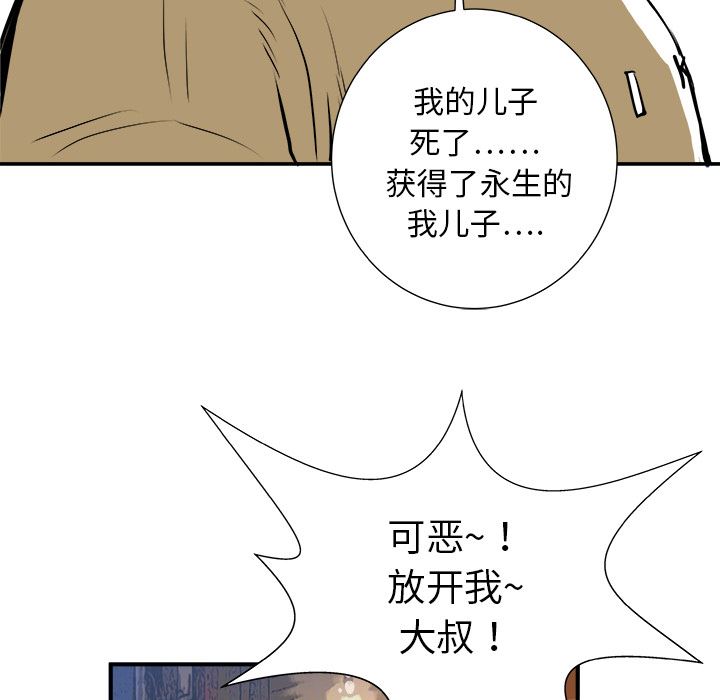 我的儿子
死了......
获得了永生的
我儿子....
可恶~！
放开我~
大叔！